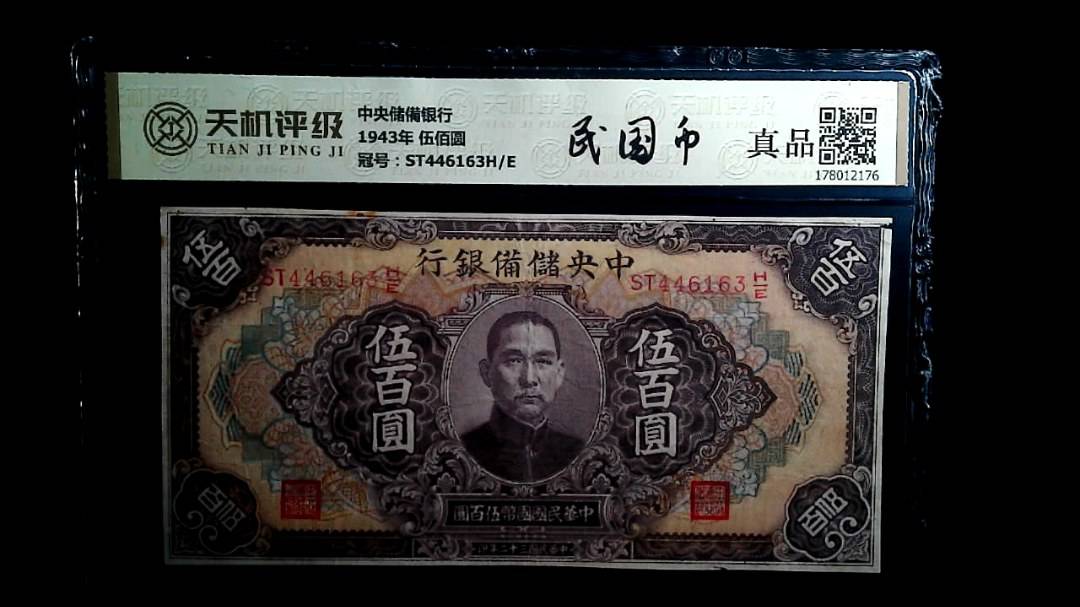 天机评级
TIAN JI PING JI
中央储備银行
1943年 伍佰圆
冠号：ST446163H/E
民国币
真品
178012176
行銀備儲央中
ST446163 H/E
ST446163 H/E
伍百圓
伍百圓
圓百伍幣國國民華中